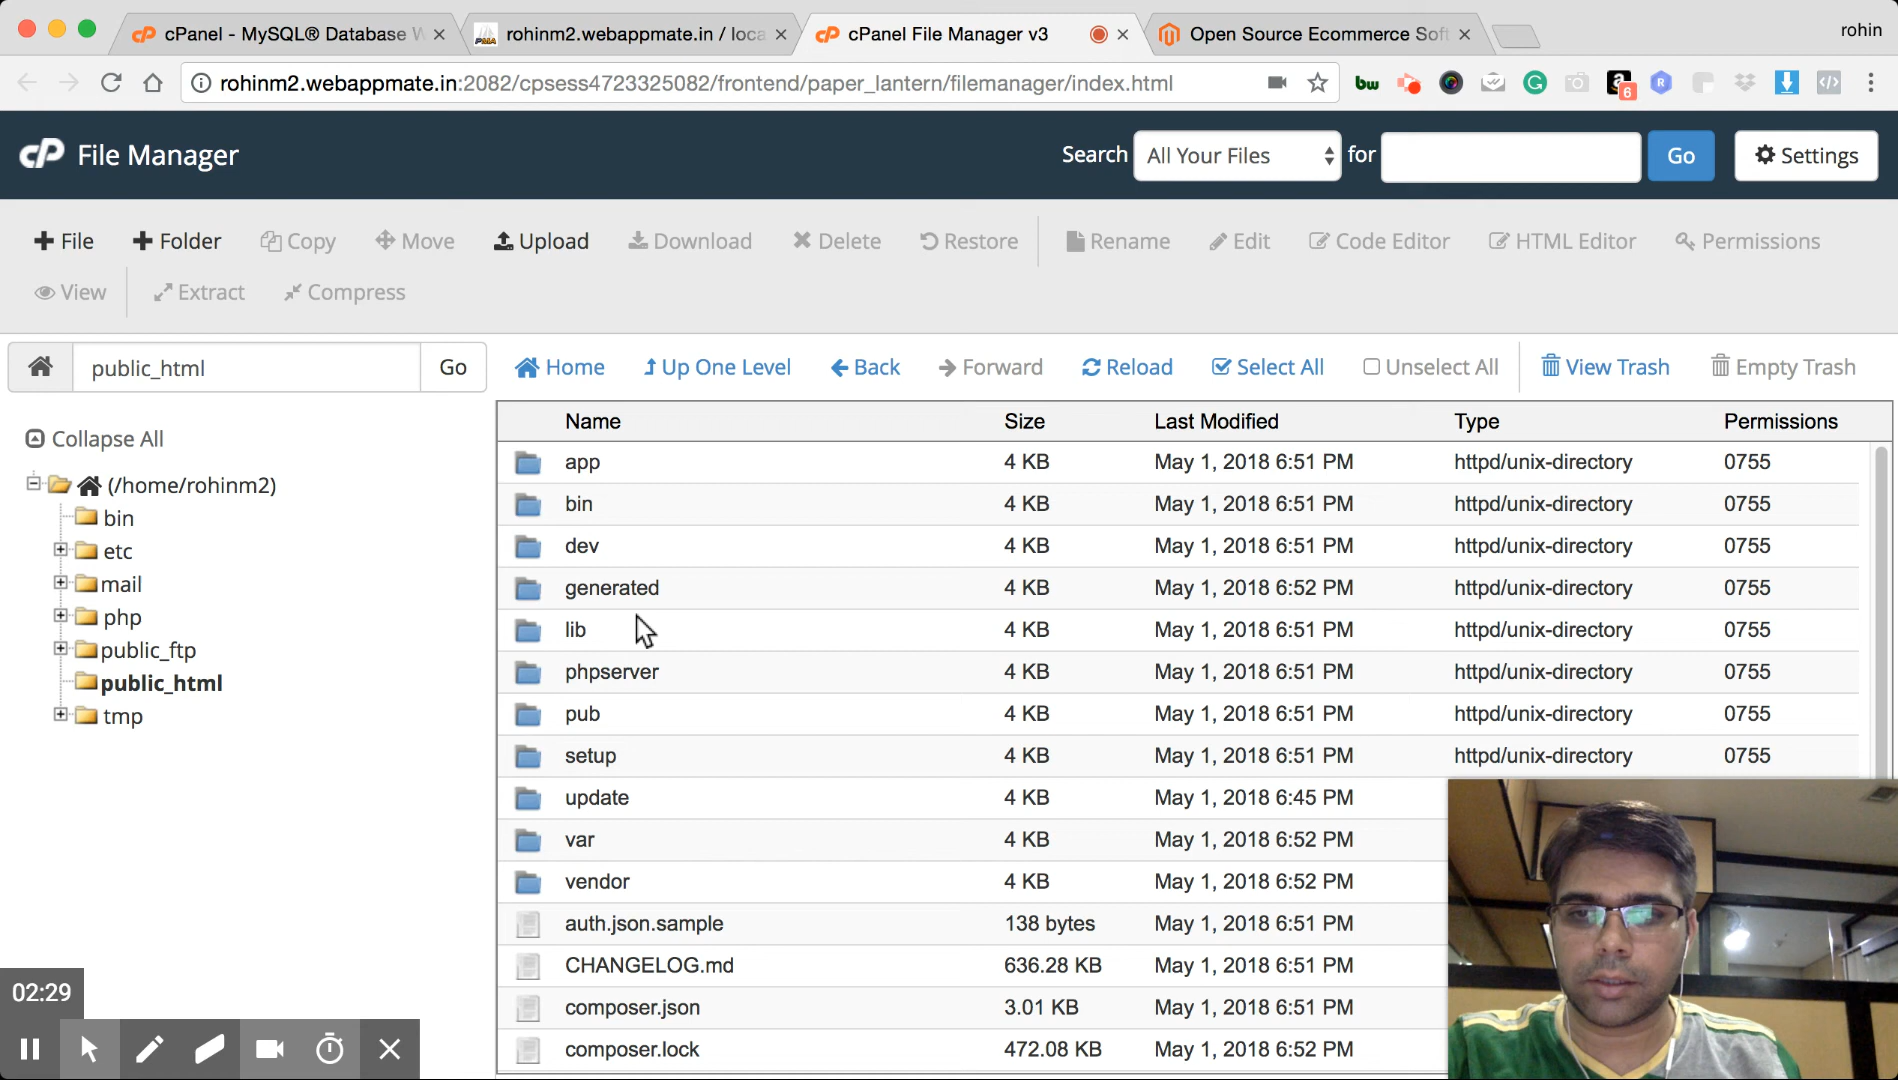 cPanel - MySQL® Database W
rohinm2.webappmate.in / loca
cPanel File Manager v3
Open Source Ecommerce Soft
rohin
rohinm2.webappmate.in:2082/cpsess4723325082/frontend/paper_lantern/filemanager/index.html
bw
6
cP File Manager
Search All Your Files for Go Settings
File Folder Copy Move Upload Download Delete Restore Rename Edit Code Editor HTML Editor Permissions
View Extract Compress
public_html Go
Home Up One Level Back Forward Reload Select All Unselect All View Trash Empty Trash
Collapse All
(/home/rohinm2)
bin
etc
mail
php
public_ftp
public_html
tmp
Name Size Last Modified Type Permissions
app 4 KB May 1, 2018 6:51 PM httpd/unix-directory 0755
bin 4 KB May 1, 2018 6:51 PM httpd/unix-directory 0755
dev 4 KB May 1, 2018 6:51 PM httpd/unix-directory 0755
generated 4 KB May 1, 2018 6:52 PM httpd/unix-directory 0755
lib 4 KB May 1, 2018 6:51 PM httpd/unix-directory 0755
phpserver 4 KB May 1, 2018 6:51 PM httpd/unix-directory 0755
pub 4 KB May 1, 2018 6:51 PM httpd/unix-directory 0755
setup 4 KB May 1, 2018 6:51 PM httpd/unix-directory 0755
update 4 KB May 1, 2018 6:45 PM
var 4 KB May 1, 2018 6:52 PM
vendor 4 KB May 1, 2018 6:52 PM
auth.json.sample 138 bytes May 1, 2018 6:51 PM
CHANGELOG.md 636.28 KB May 1, 2018 6:51 PM
composer.json 3.01 KB May 1, 2018 6:51 PM
composer.lock 472.08 KB May 1, 2018 6:52 PM
02:29